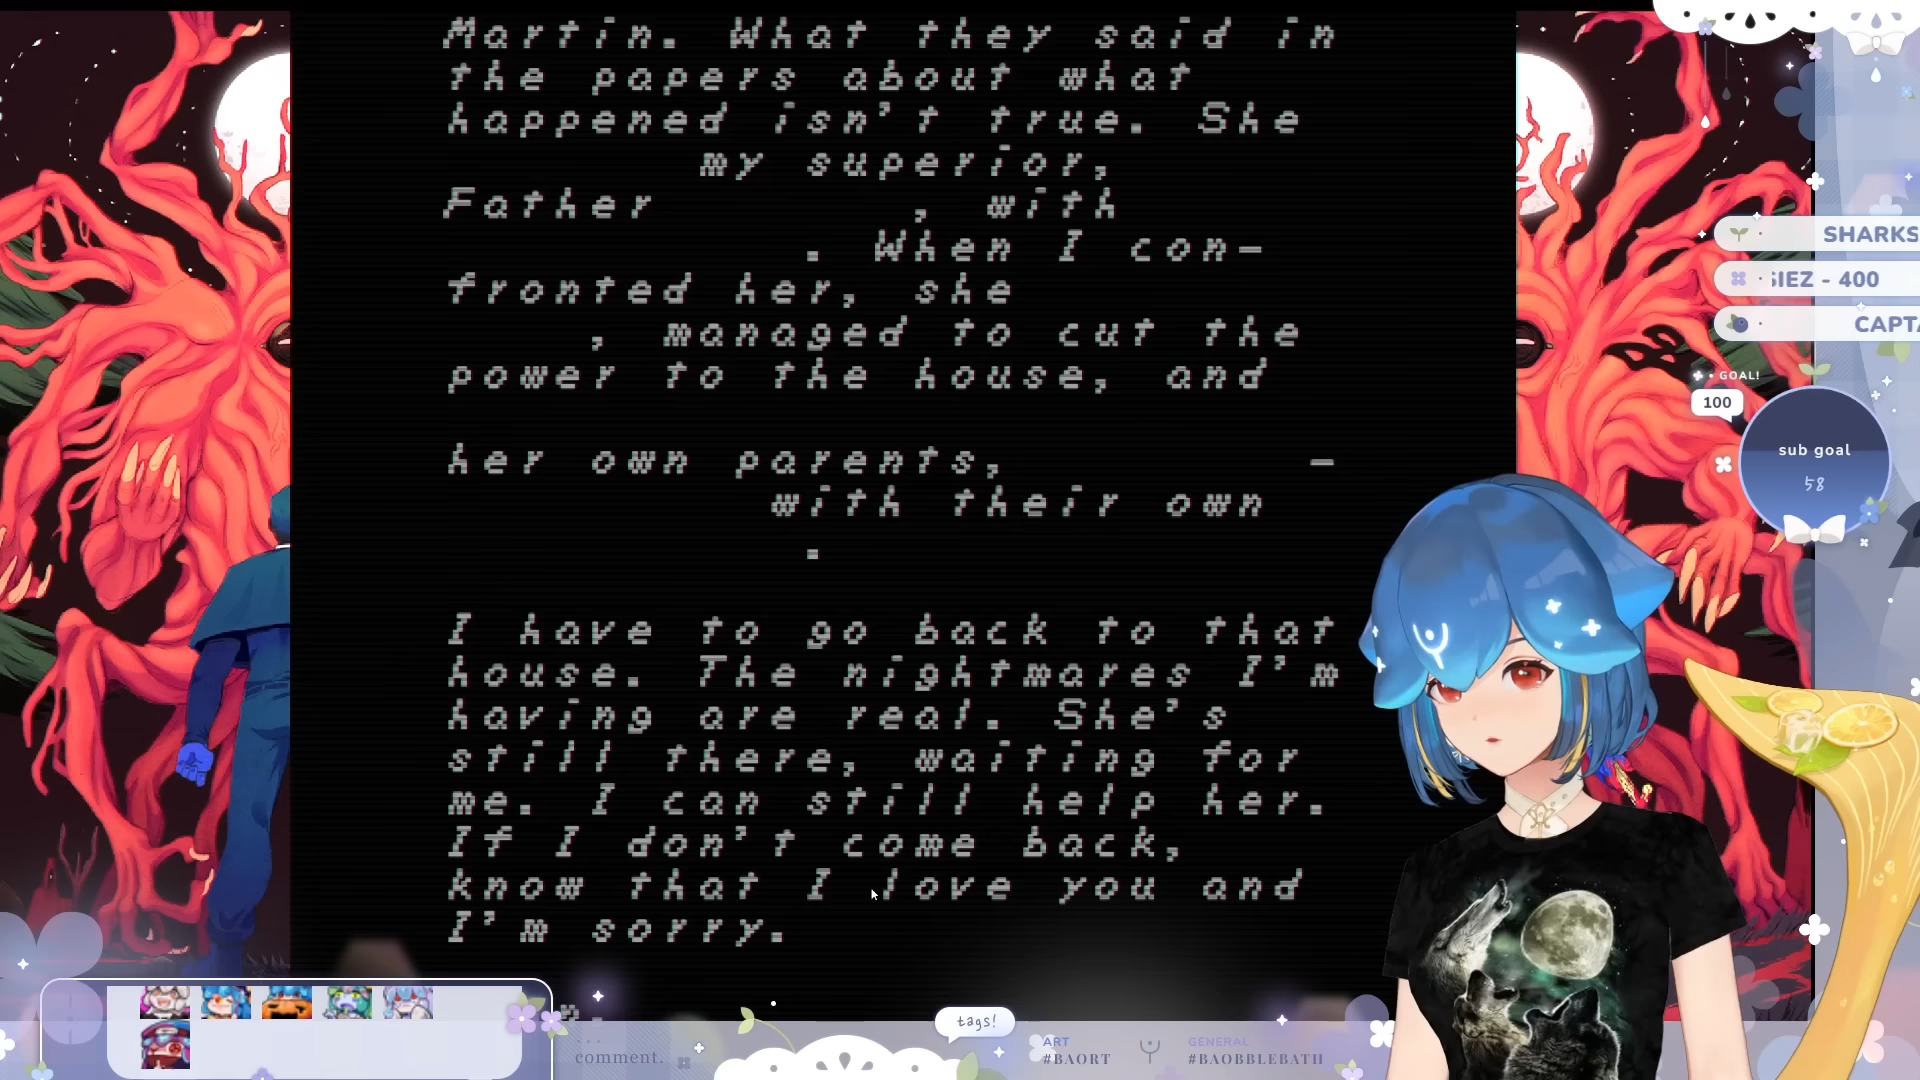 Martin. What they said in
the papers about what
happened isn't true. She
my superior,
Father , with
. When I con-
fronted her, she
, managed to cut the
power to the house, and
her own parents, -
with their own
.
I have to go back to that
house. The nightmares I'm
having are real. She's
still there, waiting for
me. I can still help her.
If I don't come back,
know that I love you and
I'm sorry.
SHARKS
SIEZ - 400
CAPTA
GOAL!
100
sub goal
58
tags!
comment.
ART
#BAORT
GENERAL
#BAOBBLEBATH